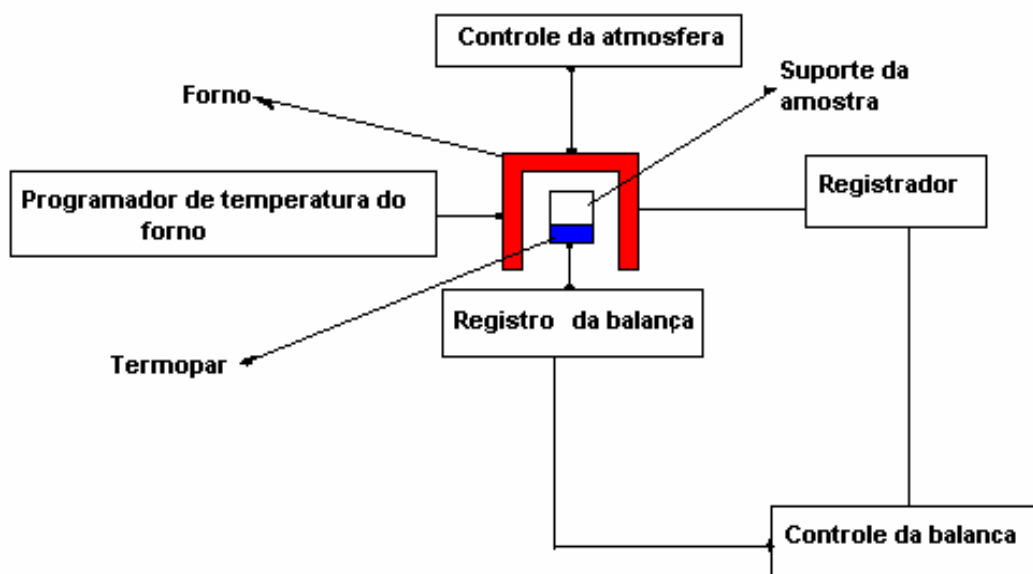 Controle da atmosfera
Suporte da
amostra
Forno
Programador de temperatura do
forno
Registrador
Registro da balança
Termopar
Controle da balanca